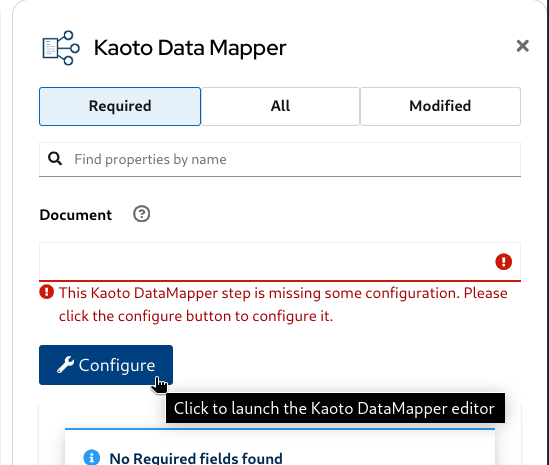 Kaoto Data Mapper
Required
All
Modified
Find properties by name
Document
This Kaoto DataMapper step is missing some configuration. Please
click the configure button to configure it.
Configure
Click to launch the Kaoto DataMapper editor
No Required fields found